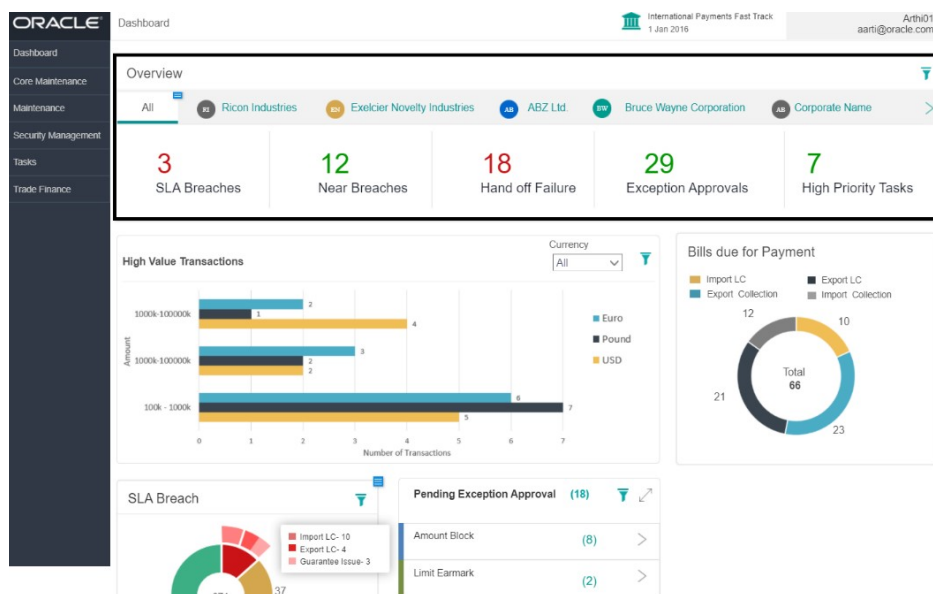 ORACLE
Dashboard
International Payments Fast Track
1 Jan 2016
Arthi01
aarti@oracle.com
Dashboard
Core Maintenance
Maintenance
Security Management
Tasks
Trade Finance
Overview
All
RI Ricon Industries
EN Exelcier Novelty Industries
AB ABZ Ltd.
BW Bruce Wayne Corporation
AB Corporate Name
3
SLA Breaches
12
Near Breaches
18
Hand off Failure
29
Exception Approvals
7
High Priority Tasks
High Value Transactions
Currency
All
Amount
1000k-100000k
2
1
4
1000k-100000k
3
2
2
100k - 1000k
6
7
5
0 1 2 3 4 5 6 7
Number of Transactions
Euro
Pound
USD
Bills due for Payment
Import LC
Export LC
Export Collection
Import Collection
12
10
21
23
Total
66
SLA Breach
Import LC- 10
Export LC- 4
Guarantee Issue- 3
37
Pending Exception Approval (18)
Amount Block (8)
Limit Earmark (2)